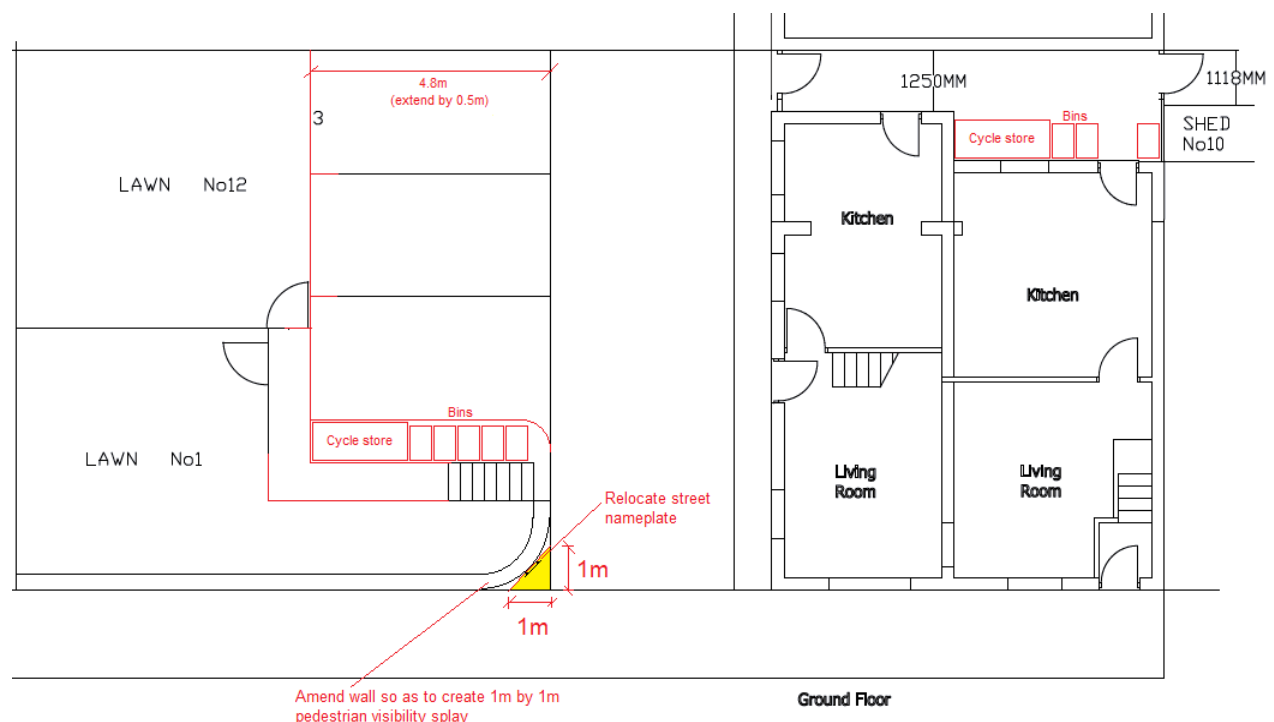 4.8m
(extend by 0.5m)
1250MM
1118MM
3
Bins
Cycle store
SHED
No10
LAWN No12
Kitchen
Kitchen
Bins
Cycle store
LAWN No1
Living
Room
Living
Room
Relocate street
nameplate
1m
1m
Amend wall so as to create 1m by 1m
pedestrian visibility splay
Ground Floor